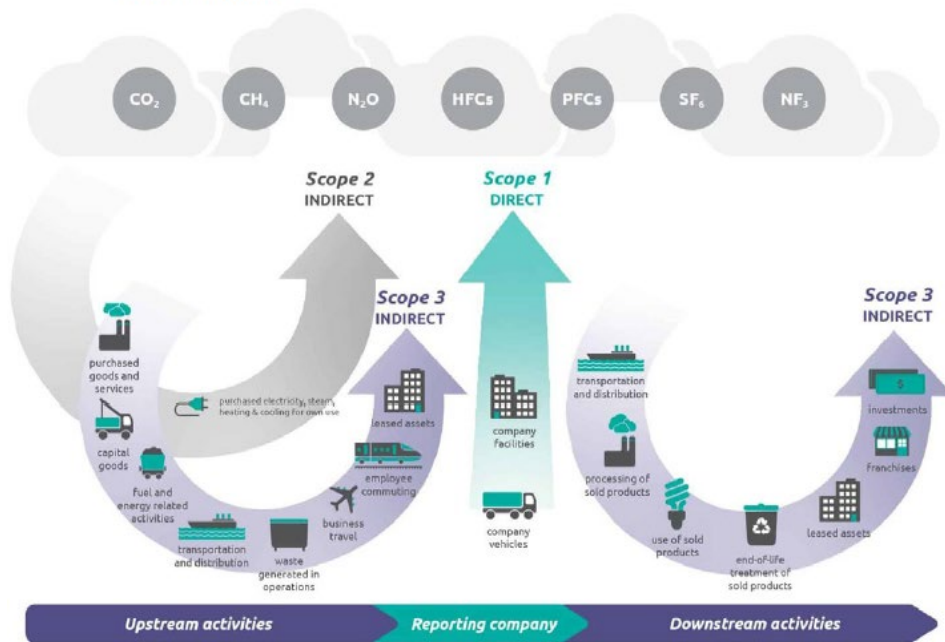 CO₂
CH₄
N₂O
HFCs
PFCs
SF₆
NF₃
Scope 2
INDIRECT
Scope 1
DIRECT
Scope 3
INDIRECT
Scope 3
INDIRECT
purchased
goods and
services
capital
goods
fuel and
energy related
activities
transportation
and distribution
waste
generated in
operations
business
travel
employee
commuting
leased assets
purchased electricity, steam,
heating & cooling for own use
company
facilities
company
vehicles
transportation
and distribution
processing of
sold products
use of sold
products
end-of-life
treatment of
sold products
leased assets
franchises
$
investments
Upstream activities
Reporting company
Downstream activities